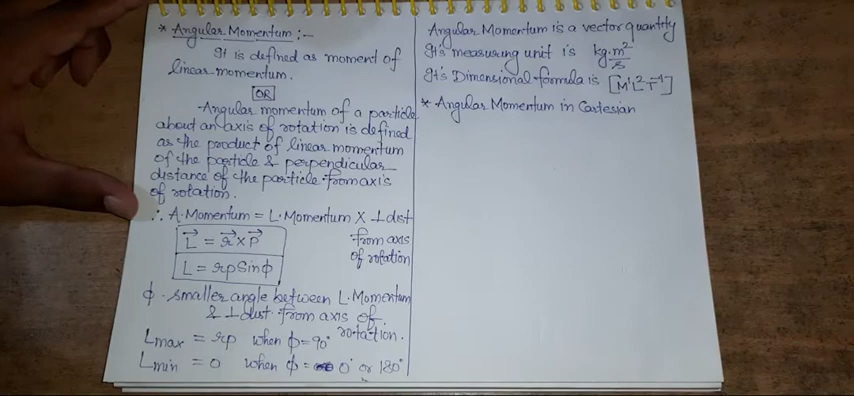 * Angular Momentum :-
It is defined as moment of
linear momentum.
OR
Angular momentum of a particle
about an axis of rotation is defined
as the product of linear momentum
of the particle & perpendicular
distance of the particle from axis
of rotation.
∴ A.Momentum = L.Momentum X ⊥dist
from axis
of rotation
L⃗ = r⃗ x P⃗
L = rp Sinϕ
ϕ. smaller angle between L.Momentum
& ⊥dist from axis of
rotation.
Lmax = rp when ϕ=90°
Lmin = 0 when ϕ = 0° or 180°
Angular Momentum is a vector quantity
It's measuring unit is kg.m²/s
It's Dimensional formula is [M¹L²T⁻¹]
* Angular Momentum in Cartesian